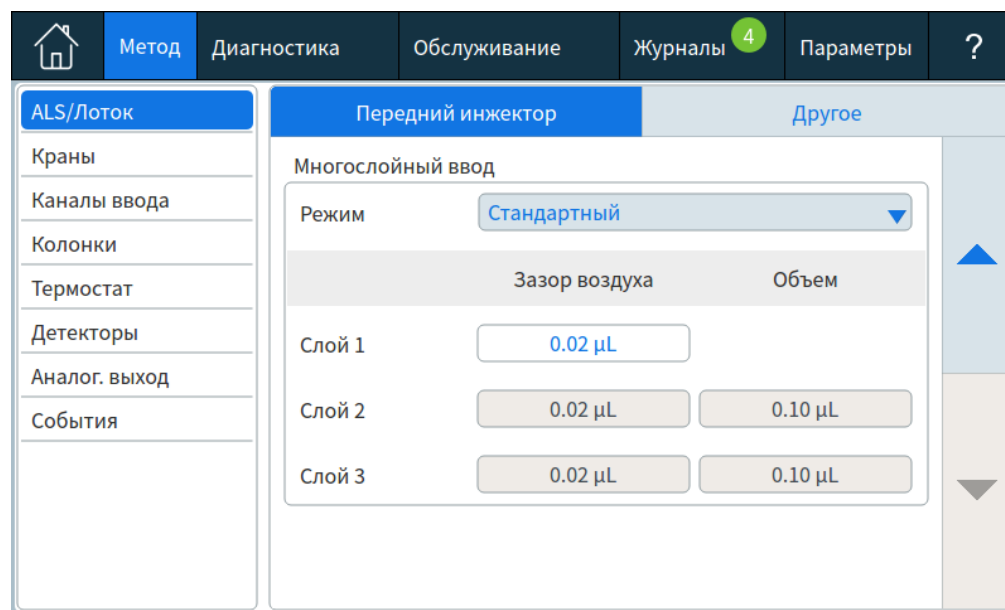 Метод Диагностика Обслуживание Журналы 4 Параметры ?
ALS/Лоток
Краны
Каналы ввода
Колонки
Термостат
Детекторы
Аналог. выход
События
Передний инжектор Другое
Многослойный ввод
Режим Стандартный
Зазор воздуха Объем
Слой 1 0.02 µL
Слой 2 0.02 µL 0.10 µL
Слой 3 0.02 µL 0.10 µL